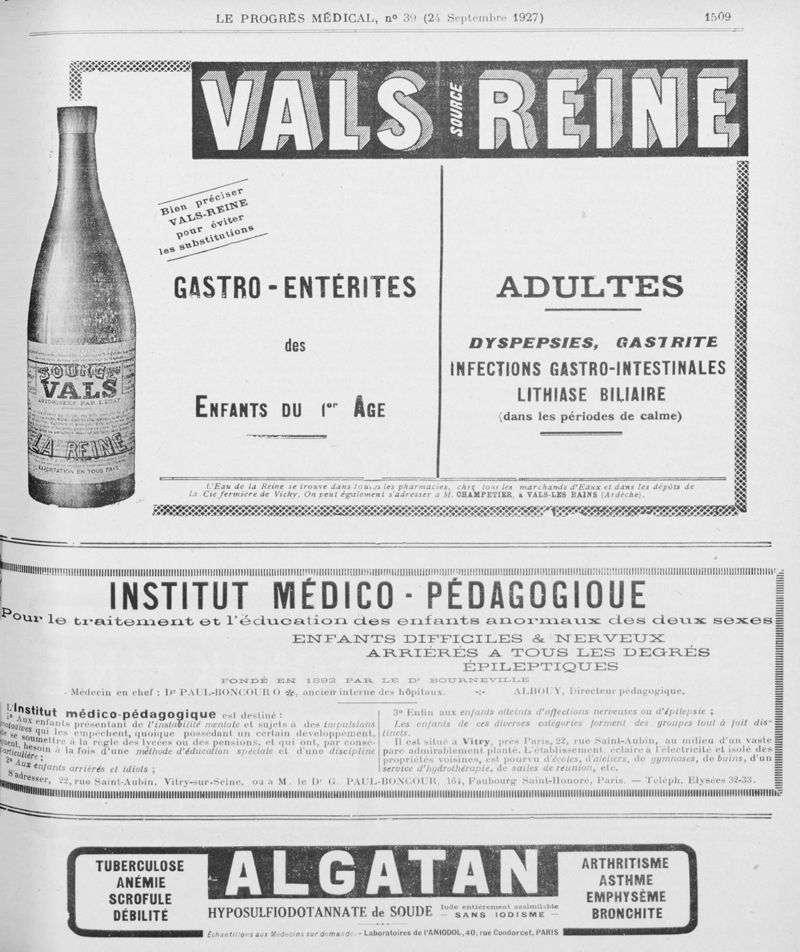 LE PROGRÈS MÉDICAL, nº 39 (24 Septembre 1927)
1509
VALS SOURCE REINE
Bien préciser
VALS-REINE
pour éviter
les substitutions
GASTRO-ENTÉRITES
des
ENFANTS DU 1er ÂGE
ADULTES
DYSPEPSIES, GASTRITE
INFECTIONS GASTRO-INTESTINALES
LITHIASE BILIAIRE
(dans les périodes de calme)
SOURCE
VALS
AUTORISÉE PAR L'ÉTAT
LA REINE
EXPORTATION EN TOUS PAYS
L'Eau de la Reine se trouve dans toutes les pharmacies, chez tous les marchands d'Eaux et dans les dépôts de
la Cie fermière de Vichy. On peut également s'adresser a M. CHAMPETIER, a VALS-LES BAINS (Ardèche).
INSTITUT MÉDICO-PÉDAGOGIQUE
Pour le traitement et l'éducation des enfants anormaux des deux sexes
ENFANTS DIFFICILES & NERVEUX
ARRIÉRÉS A TOUS LES DEGRÉS
ÉPILEPTIQUES
FONDÉ EN 1892 PAR LE Dr BOURNEVILLE
Médecin en chef : Dr PAUL-BONCOUR O ✻, ancien interne des hôpitaux. -:- ALBOUY, Directeur pédagogique.
L'Institut médico-pédagogique est destiné :
1º Aux enfants présentant de l'instabilité mentale et sujets à des impulsions
morbides qui les empêchent, quoique possédant un certain développement,
de se soumettre à la règle des lycées ou des pensions, et qui ont, par consé-
quent, besoin à la fois d'une méthode d'éducation spéciale et d'une discipline
particulière ;
2º Aux enfants arriérés et idiots ;
3º Enfin aux enfants atteints d'affections nerveuses ou d'épilepsie ;
Les enfants de ces diverses catégories forment des groupes tout à fait dis-
tincts.
Il est situé à Vitry, près Paris, 22, rue Saint-Aubin, au milieu d'un vaste
parc admirablement planté. L'établissement, éclairé à l'électricité et isolé des
propriétés voisines, est pourvu d'écoles, d'ateliers, de gymnases, de bains, d'un
service d'hydrothérapie, de salles de réunion, etc.
S'adresser, 22, rue Saint-Aubin, Vitry-sur-Seine, ou à M. le Dr G. PAUL-BONCOUR, 164, Faubourg Saint-Honoré, Paris. — Téléph. Elysées 32-33.
TUBERCULOSE
ANÉMIE
SCROFULE
DÉBILITÉ
ALGATAN
HYPOSULFIODOTANNATE de SOUDE
Iode entièrement assimilable
— SANS IODISME —
ARTHRITISME
ASTHME
EMPHYSÈME
BRONCHITE
Échantillons aux Médecins sur demande. - Laboratoires de l'ANIODOL, 40, rue Condorcet, PARIS